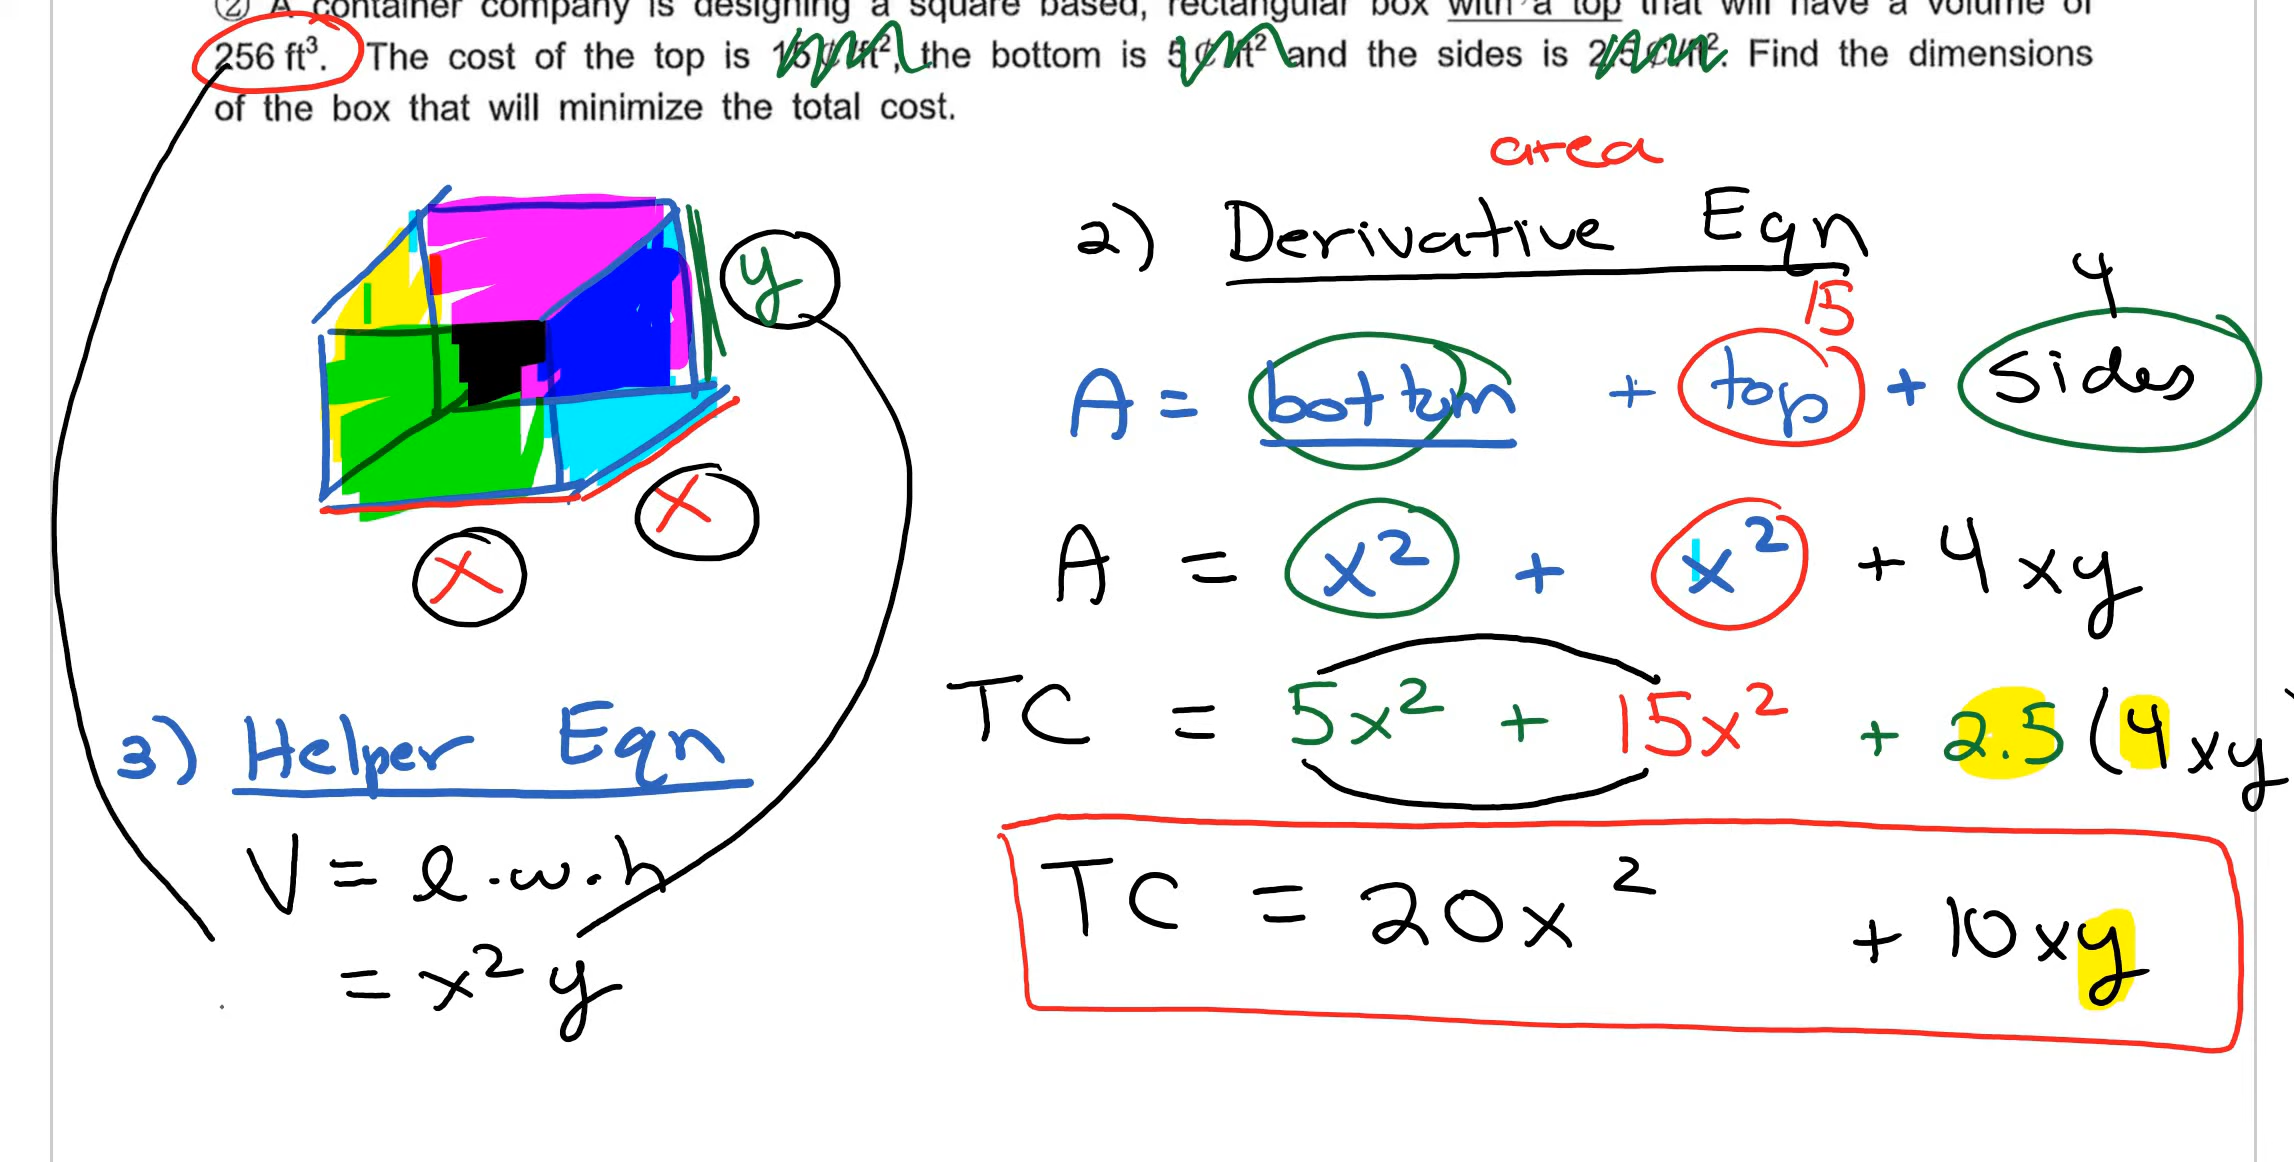 ② A container company is designing a square based, rectangular box with a top that will have a volume of
256 ft³. The cost of the top is 15¢/ft², the bottom is 5¢/ft² and the sides is 2.5¢/ft². Find the dimensions
of the box that will minimize the total cost.
area
2) Derivative Eqn
15
4
A = bottom + top + sides
y
x
x
A = x² + x² + 4xy
TC = 5x² + 15x² + 2.5(4xy)
3) Helper Eqn
V = l·w·h
= x²y
TC = 20x² + 10xy